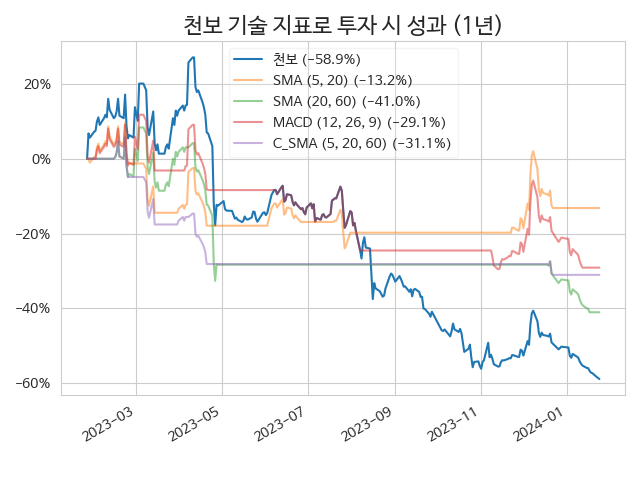 천보 기술 지표로 투자 시 성과 (1년)
천보 (−58.9%)
SMA (5, 20) (−13.2%)
SMA (20, 60) (−41.0%)
MACD (12, 26, 9) (−29.1%)
C_SMA (5, 20, 60) (−31.1%)
20%
0%
−20%
−40%
−60%
2023−03
2023−05
2023−07
2023−09
2023−11
2024−01